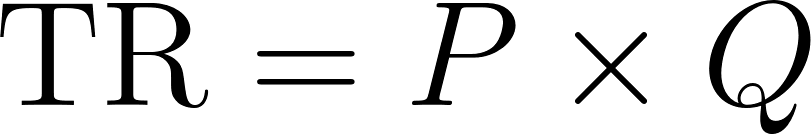 TR = P × Q